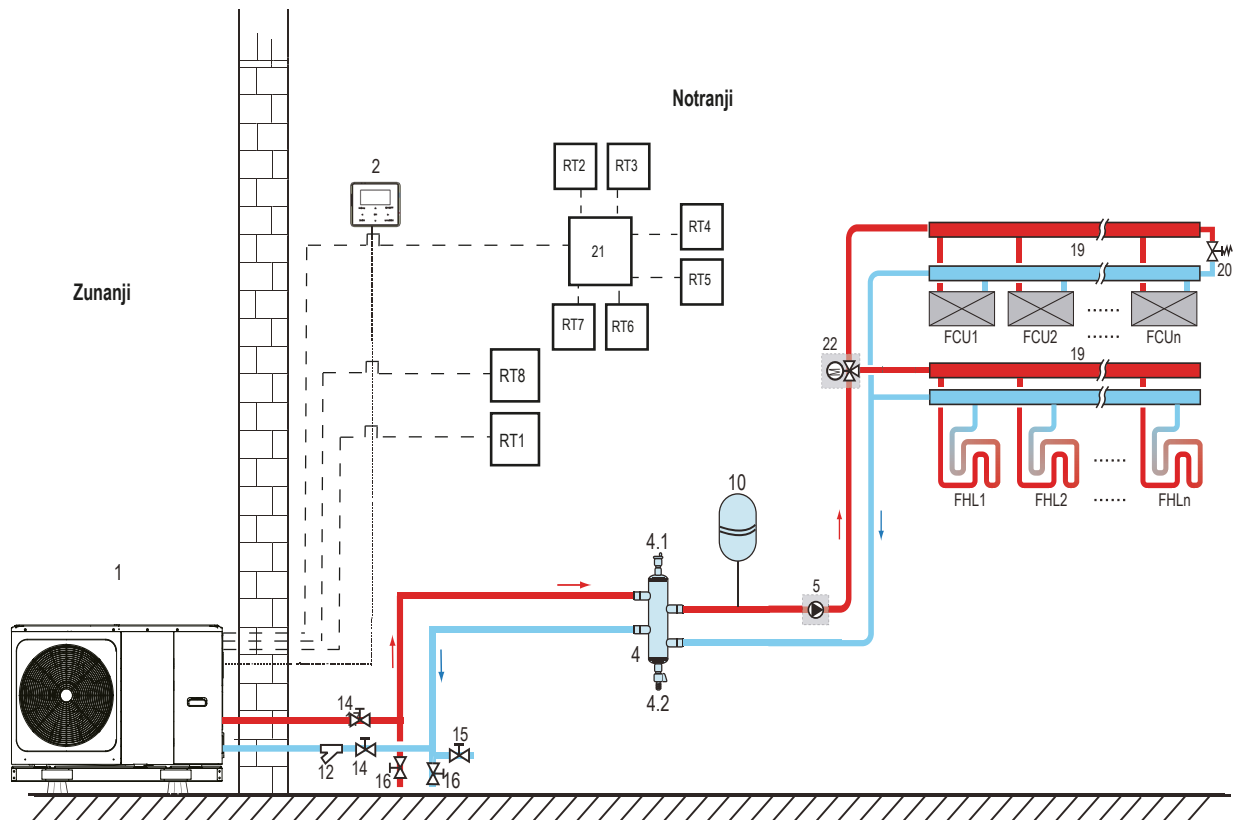 Notranji
Zunanji
2
RT2
RT3
RT4
21
RT5
RT7
RT6
RT8
RT1
19
20
FCU1
FCU2
......
......
FCUn
22
19
FHL1
FHL2
......
......
FHLn
10
4.1
5
4
4.2
1
14
15
12
14
16
16